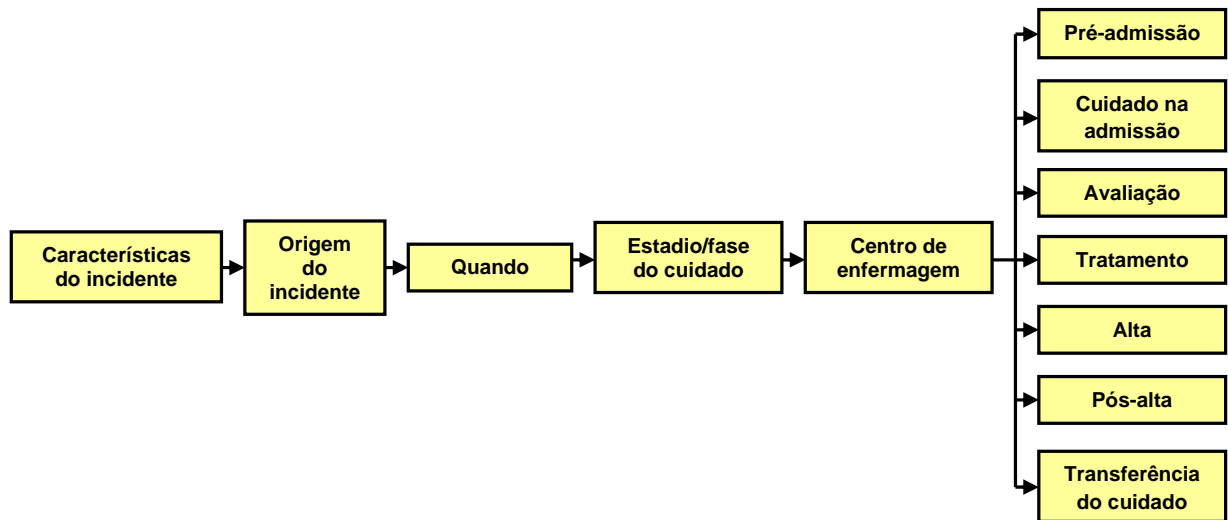 Características
do incidente
Origem
do
incidente
Quando
Estadio/fase
do cuidado
Centro de
enfermagem
Pré-admissão
Cuidado na
admissão
Avaliação
Tratamento
Alta
Pós-alta
Transferência
do cuidado